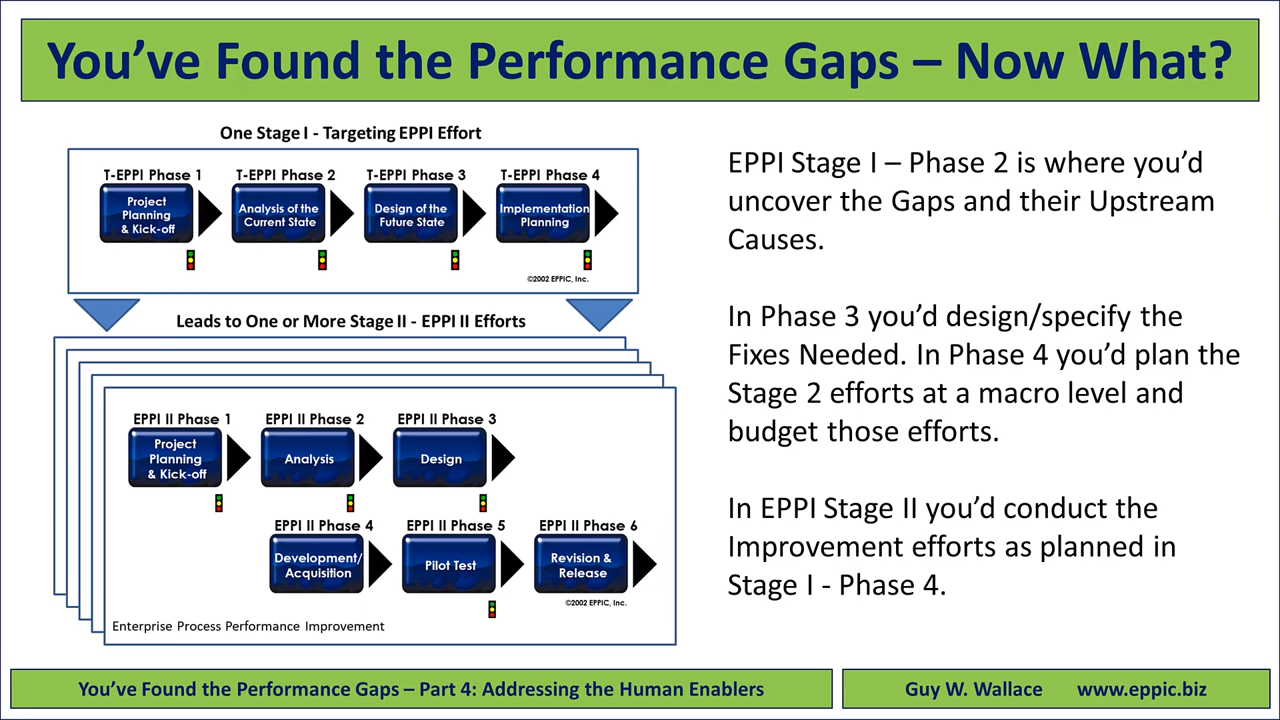 You’ve Found the Performance Gaps – Now What?
One Stage I - Targeting EPPI Effort
T-EPPI Phase 1
Project
Planning
& Kick-off
T-EPPI Phase 2
Analysis of the
Current State
T-EPPI Phase 3
Design of the
Future State
T-EPPI Phase 4
Implementation
Planning
©2002 EPPIC, Inc.
Leads to One or More Stage II - EPPI II Efforts
EPPI II Phase 1
Project
Planning
& Kick-off
EPPI II Phase 2
Analysis
EPPI II Phase 3
Design
EPPI II Phase 4
Development/
Acquisition
EPPI II Phase 5
Pilot Test
EPPI II Phase 6
Revision &
Release
©2002 EPPIC, Inc.
Enterprise Process Performance Improvement
EPPI Stage I – Phase 2 is where you’d
uncover the Gaps and their Upstream
Causes.
In Phase 3 you’d design/specify the
Fixes Needed. In Phase 4 you’d plan the
Stage 2 efforts at a macro level and
budget those efforts.
In EPPI Stage II you’d conduct the
Improvement efforts as planned in
Stage I - Phase 4.
You’ve Found the Performance Gaps – Part 4: Addressing the Human Enablers
Guy W. Wallace www.eppic.biz